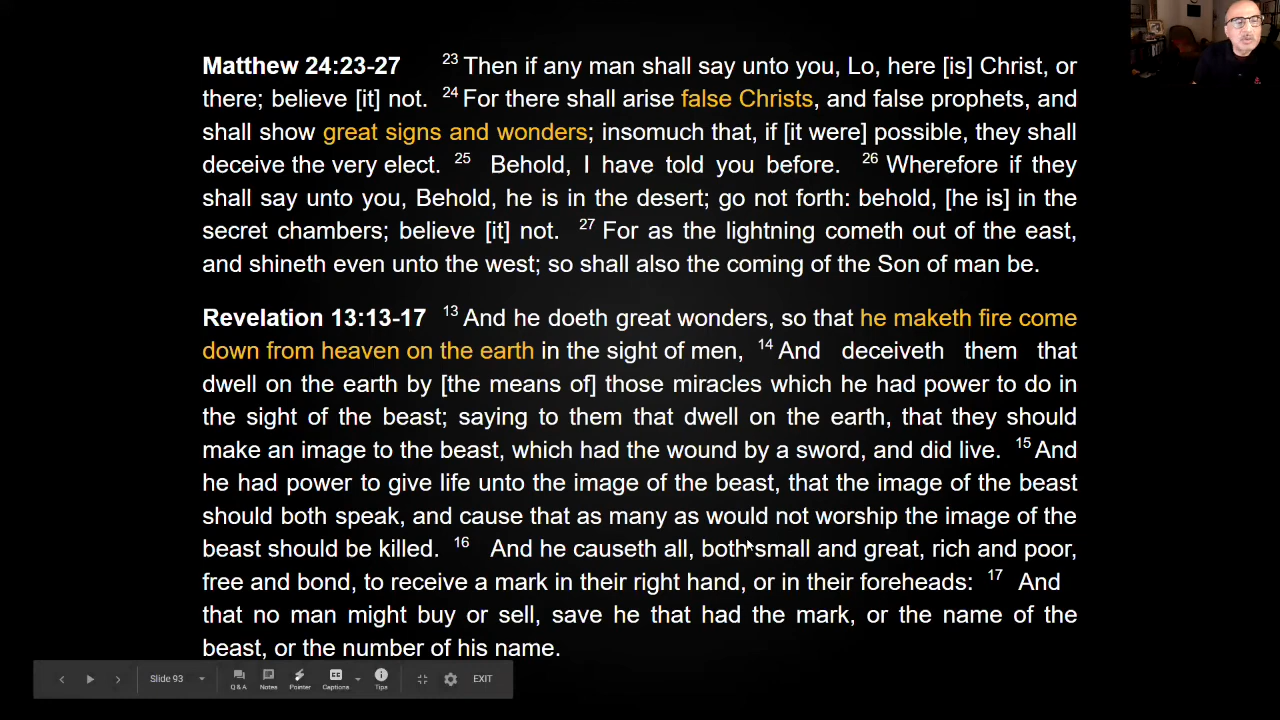 Matthew 24:23-27 23 Then if any man shall say unto you, Lo, here [is] Christ, or
there; believe [it] not. 24 For there shall arise false Christs, and false prophets, and
shall show great signs and wonders; insomuch that, if [it were] possible, they shall
deceive the very elect. 25 Behold, I have told you before. 26 Wherefore if they
shall say unto you, Behold, he is in the desert; go not forth: behold, [he is] in the
secret chambers; believe [it] not. 27 For as the lightning cometh out of the east,
and shineth even unto the west; so shall also the coming of the Son of man be.
Revelation 13:13-17 13 And he doeth great wonders, so that he maketh fire come
down from heaven on the earth in the sight of men, 14 And deceiveth them that
dwell on the earth by [the means of] those miracles which he had power to do in
the sight of the beast; saying to them that dwell on the earth, that they should
make an image to the beast, which had the wound by a sword, and did live. 15 And
he had power to give life unto the image of the beast, that the image of the beast
should both speak, and cause that as many as would not worship the image of the
beast should be killed. 16 And he causeth all, both small and great, rich and poor,
free and bond, to receive a mark in their right hand, or in their foreheads: 17 And
that no man might buy or sell, save he that had the mark, or the name of the
beast, or the number of his name.
Slide 93 Q&A Notes Pointer CC Captions Tips EXIT